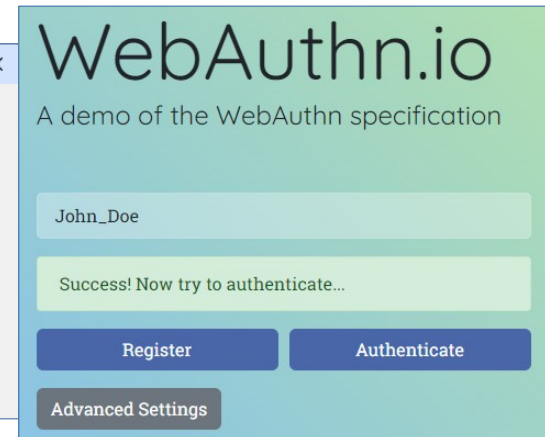 WebAuthn.io
A demo of the WebAuthn specification
John_Doe
Success! Now try to authenticate...
Register Authenticate
Advanced Settings